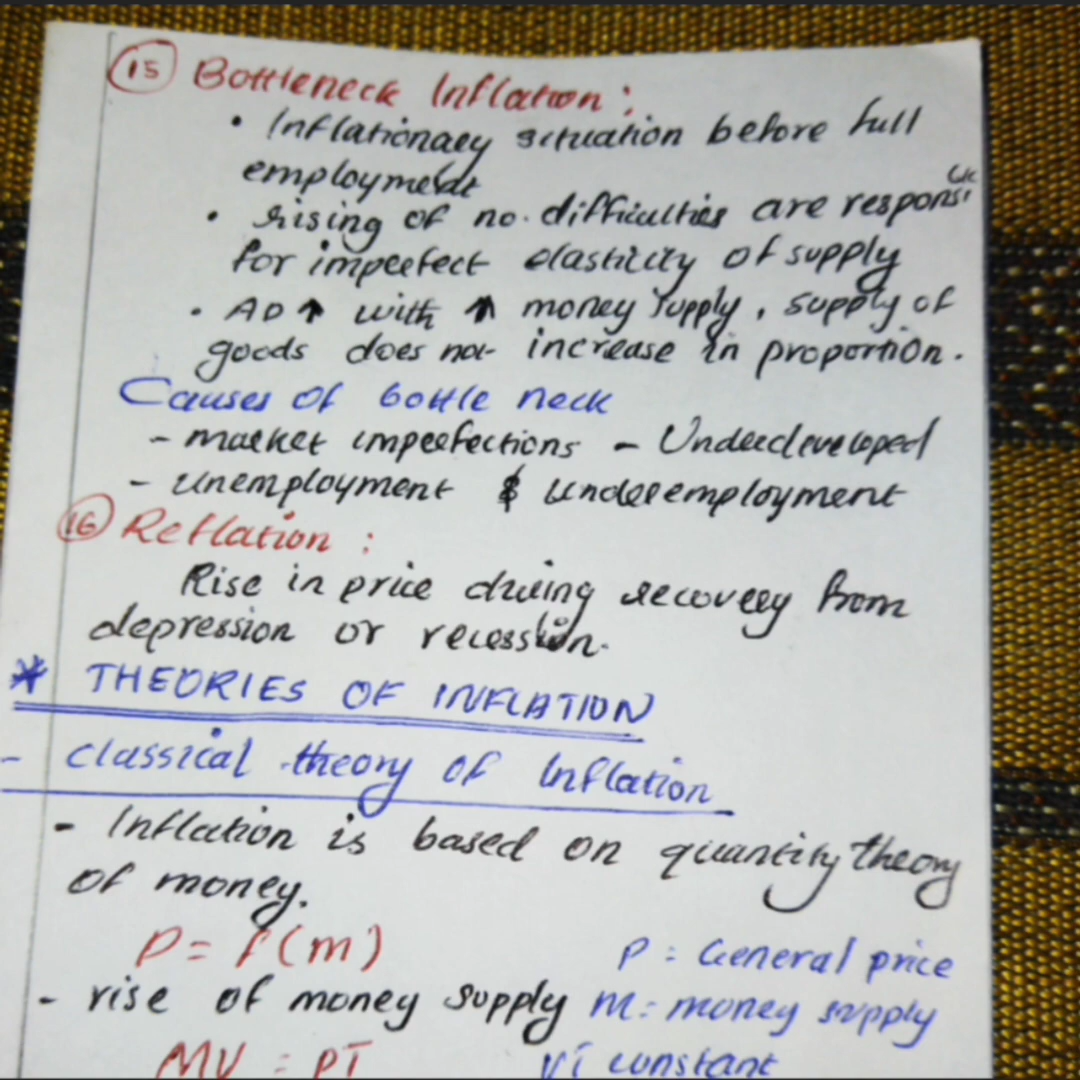 15 Bottleneck Inflation :
• Inflationary situation before full
employment
• rising of no. difficulties are responsible
for imperfect elasticity of supply
• AD ↑ with ↑ money supply, supply of
goods does not increase in proportion.
Causes of bottle neck
- market imperfections - Underdeveloped
- unemployment & underemployment
16 Reflation :
Rise in price during recovery from
depression or recession.
* THEORIES OF INFLATION
- classical theory of Inflation
- Inflation is based on quantity theory
of money.
P = f(m) P : General price
- rise of money supply m: money supply
MV = PT VT constant